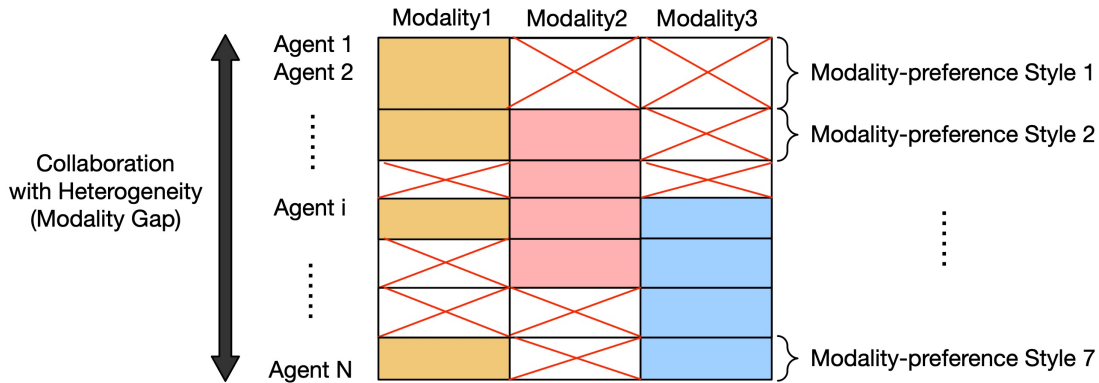 Modality1 Modality2 Modality3
Agent 1
Agent 2
Modality-preference Style 1
Modality-preference Style 2
Collaboration
with Heterogeneity
(Modality Gap)
Agent i
Agent N
Modality-preference Style 7